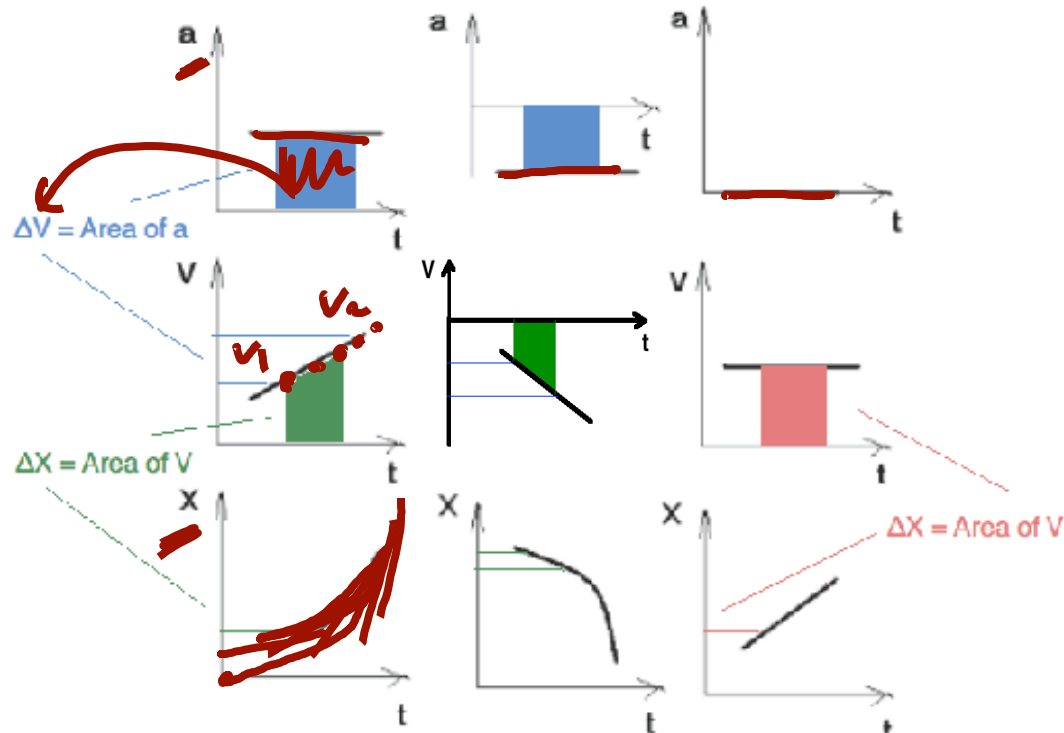 a
a
a
t
t
t
ΔV = Area of a
V
V
V
V1
V2
t
t
t
ΔX = Area of V
X
X
X
ΔX = Area of V
t
t
t